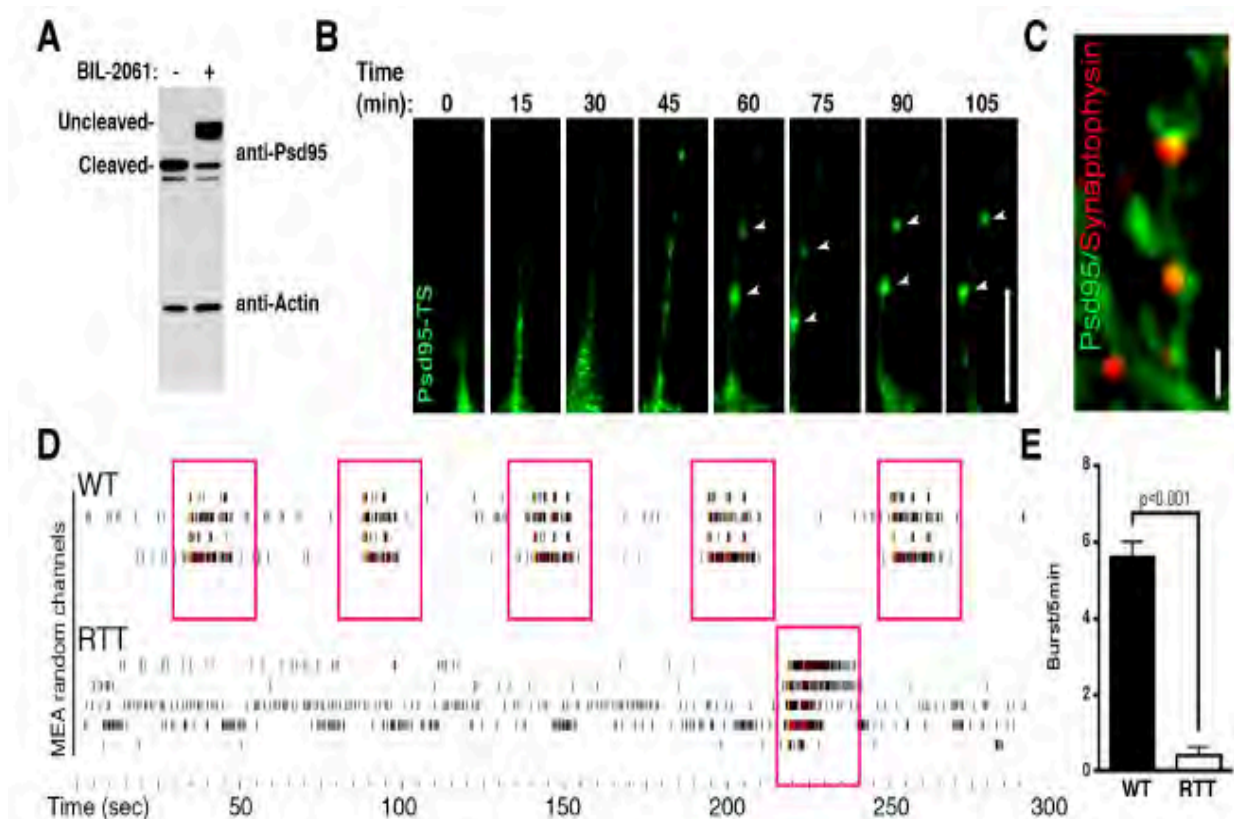 A
BIL-2061: - +
Uncleaved-
Cleaved-
anti-Psd95
anti-Actin
B
Time
(min): 0 15 30 45 60 75 90 105
Psd95-TS
C
Psd95/Synaptophysin
D
WT
RTT
MEA random channels
Time (sec) 50 100 150 200 250 300
E
8
6
4
2
0
Burst/5min
p<0.001
WT RTT